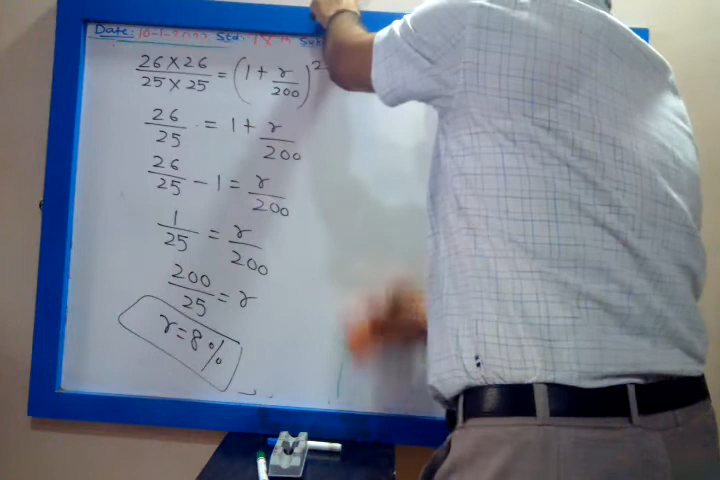 Date: 10-1-2022 Std:
26×26/25×25 = (1 + r/200)²
26/25 = 1 + r/200
26/25 - 1 = r/200
1/25 = r/200
200/25 = r
r = 8%